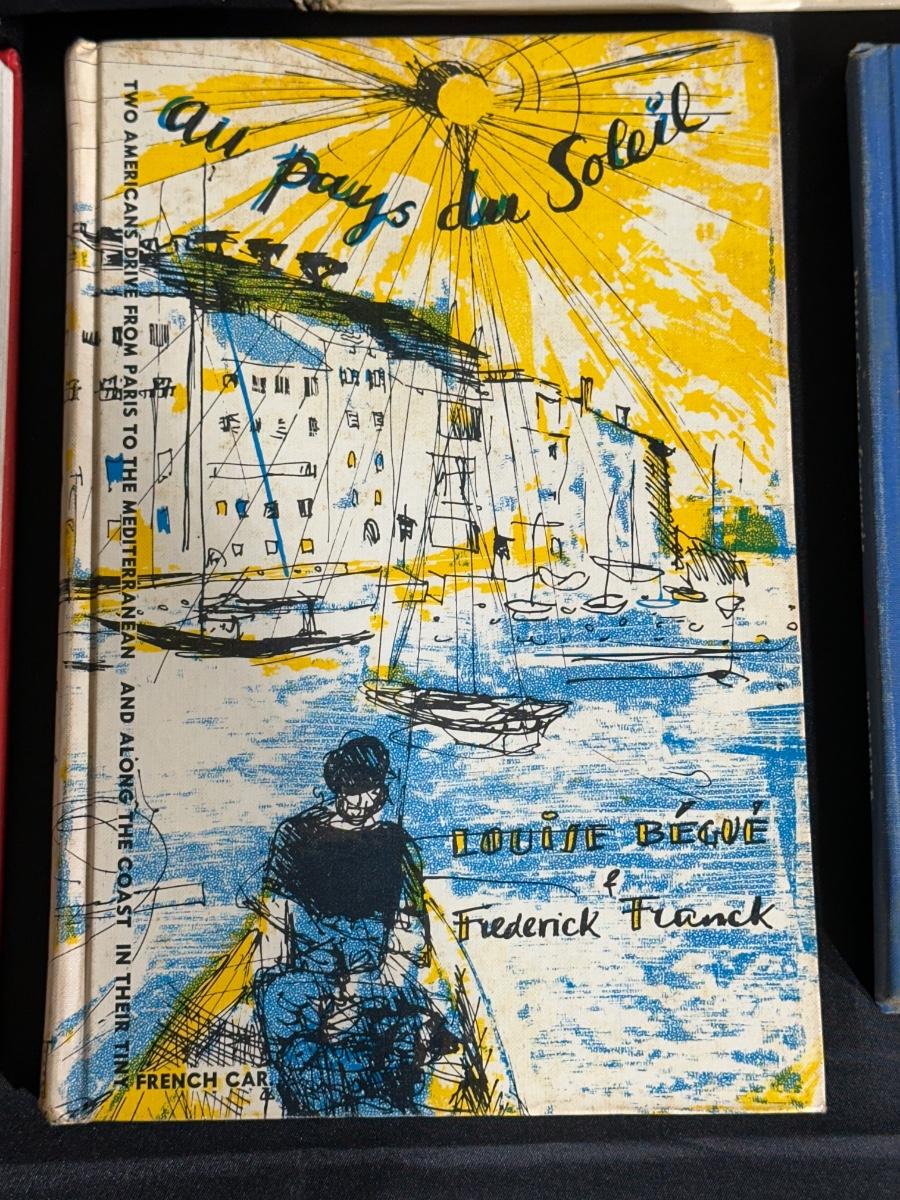 au pays du Soleil
TWO AMERICANS DRIVE FROM PARIS TO THE MEDITERRANEAN AND ALONG THE COAST IN THEIR TINY
FRENCH CAR.
LOUISE BÉGUÉ
&
Frederick Franck